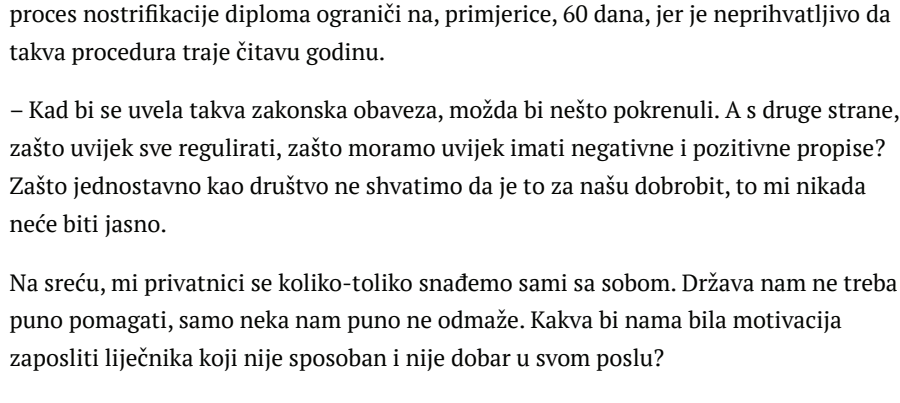 proces nostrifikacije diploma ograniči na, primjerice, 60 dana, jer je neprihvatljivo da
takva procedura traje čitavu godinu.
– Kad bi se uvela takva zakonska obaveza, možda bi nešto pokrenuli. A s druge strane,
zašto uvijek sve regulirati, zašto moramo uvijek imati negativne i pozitivne propise?
Zašto jednostavno kao društvo ne shvatimo da je to za našu dobrobit, to mi nikada
neće biti jasno.
Na sreću, mi privatnici se koliko-toliko snađemo sami sa sobom. Država nam ne treba
puno pomagati, samo neka nam puno ne odmaže. Kakva bi nama bila motivacija
zaposliti liječnika koji nije sposoban i nije dobar u svom poslu?